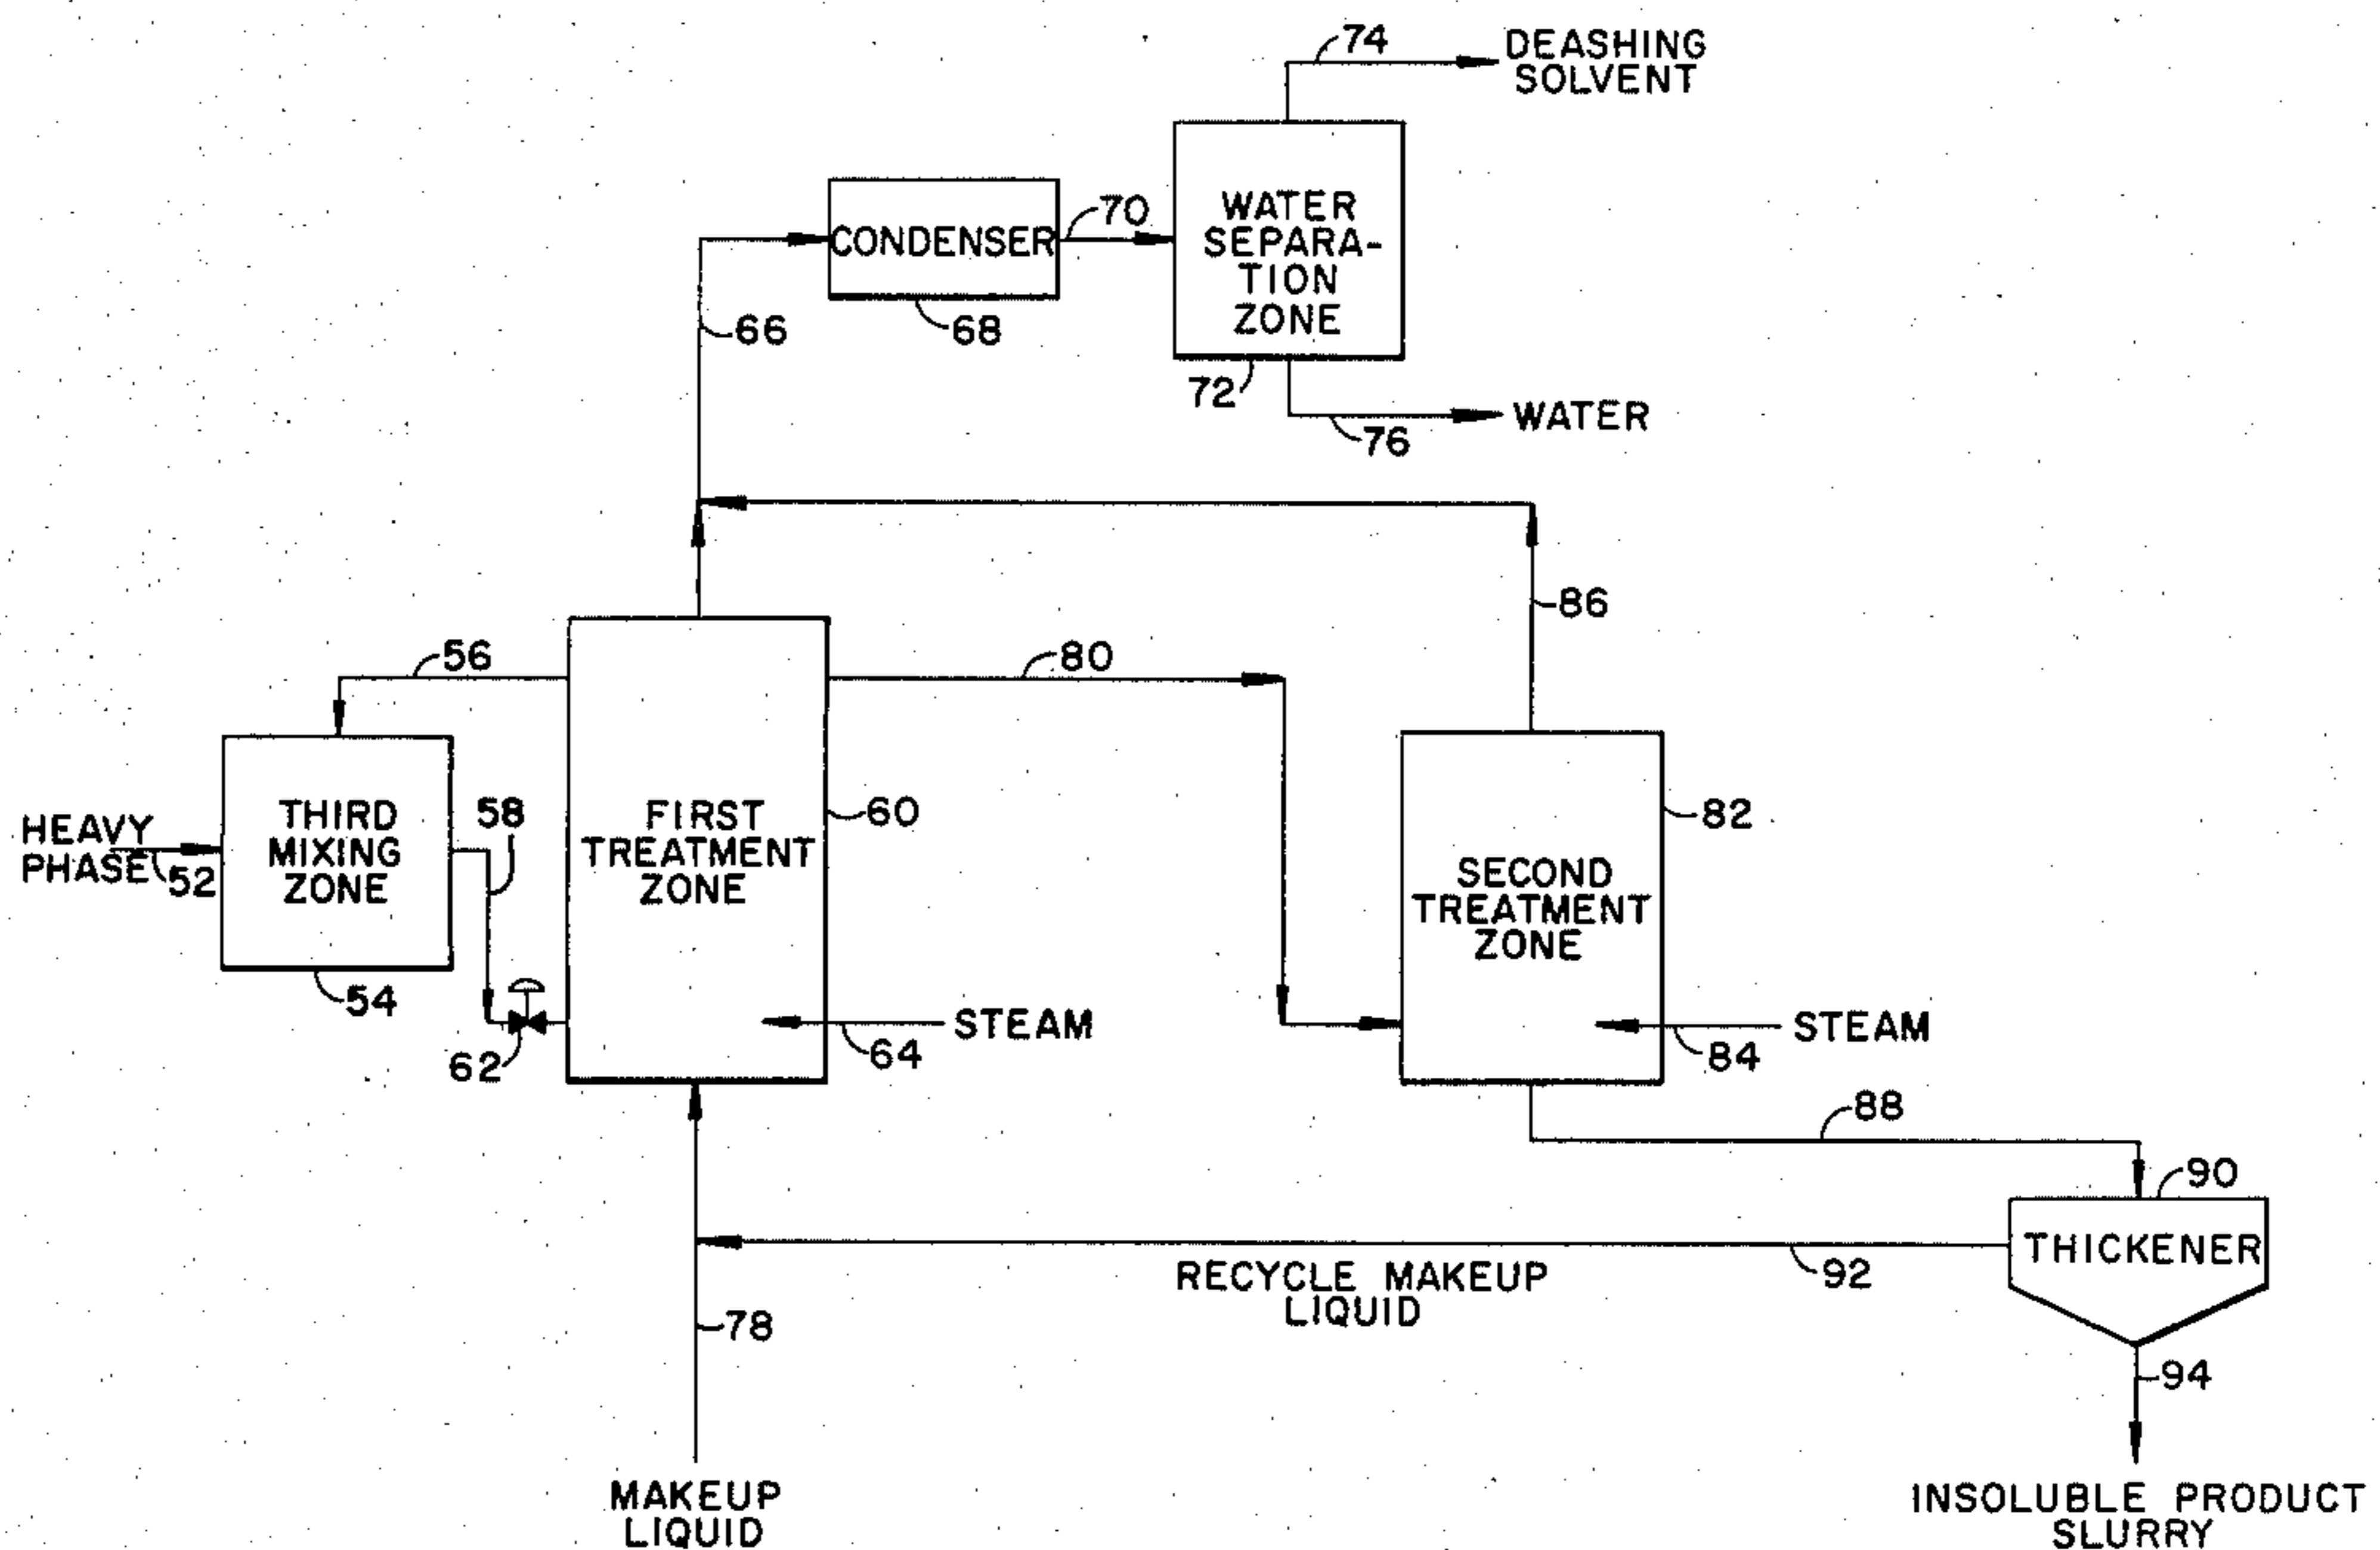 74
DEASHING
SOLVENT
CONDENSER
70
WATER
SEPARA-
TION
ZONE
66
68
72
76
WATER
86
56
80
HEAVY
PHASE
52
THIRD
MIXING
ZONE
58
FIRST
TREATMENT
ZONE
60
82
SECOND
TREATMENT
ZONE
54
62
STEAM
64
STEAM
84
88
90
THICKENER
RECYCLE MAKEUP
LIQUID
92
78
94
MAKEUP
LIQUID
INSOLUBLE PRODUCT
SLURRY